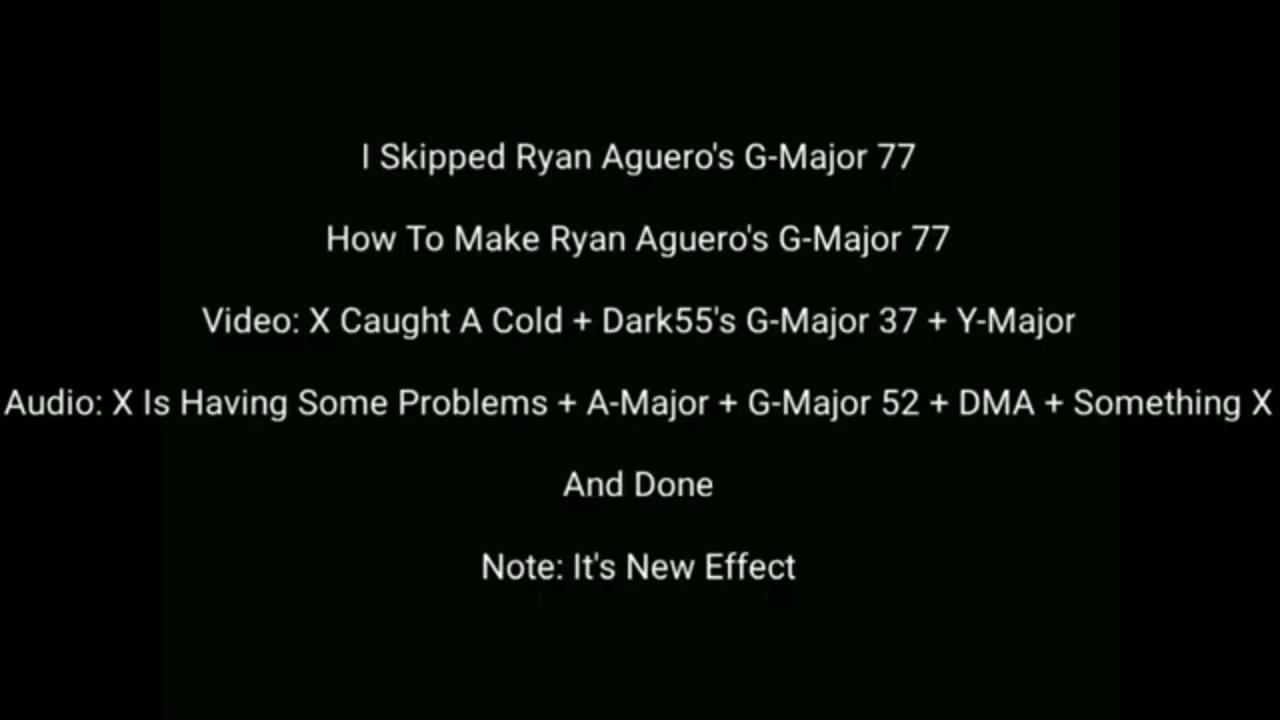 I Skipped Ryan Aguero's G-Major 77
How To Make Ryan Aguero's G-Major 77
Video: X Caught A Cold + Dark55's G-Major 37 + Y-Major
Audio: X Is Having Some Problems + A-Major + G-Major 52 + DMA + Something X
And Done
Note: It's New Effect